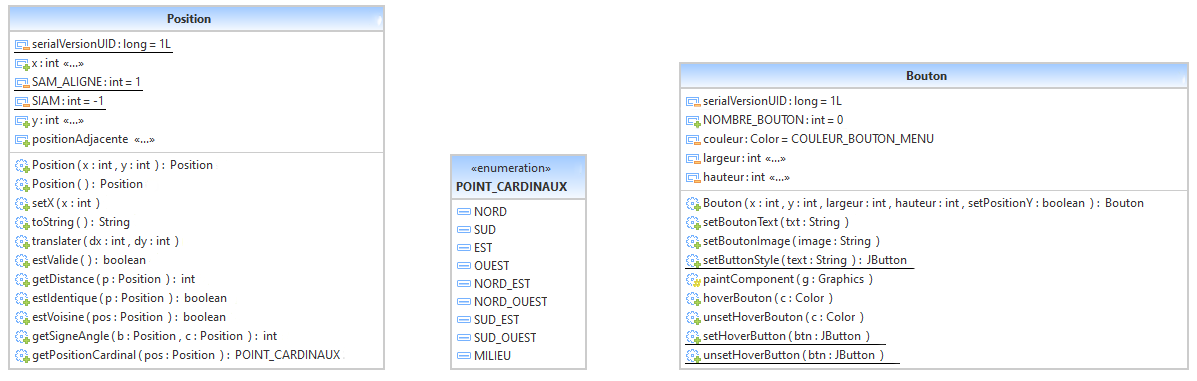 Position
serialVersionUID : long = 1L
x : int «...»
SAM_ALIGNE : int = 1
SIAM : int = -1
y : int «...»
positionAdjacente «...»
Position ( x : int , y : int ) : Position
Position ( ) : Position
setX ( x : int )
toString ( ) : String
translater ( dx : int , dy : int )
estValide ( ) : boolean
getDistance ( p : Position ) : int
estIdentique ( p : Position ) : boolean
estVoisine ( pos : Position ) : boolean
getSigneAngle ( b : Position , c : Position ) : int
getPositionCardinal ( pos : Position ) : POINT_CARDINAUX
«enumeration»
POINT_CARDINAUX
NORD
SUD
EST
OUEST
NORD_EST
NORD_OUEST
SUD_EST
SUD_OUEST
MILIEU
Bouton
serialVersionUID : long = 1L
NOMBRE_BOUTON : int = 0
couleur : Color = COULEUR_BOUTON_MENU
largeur : int «...»
hauteur : int «...»
Bouton ( x : int , y : int , largeur : int , hauteur : int , setPositionY : boolean ) : Bouton
setBoutonText ( txt : String )
setBoutonImage ( image : String )
setButtonStyle ( text : String ) : JButton
paintComponent ( g : Graphics )
hoverBouton ( c : Color )
unsetHoverBouton ( c : Color )
setHoverButton ( btn : JButton )
unsetHoverButton ( btn : JButton )